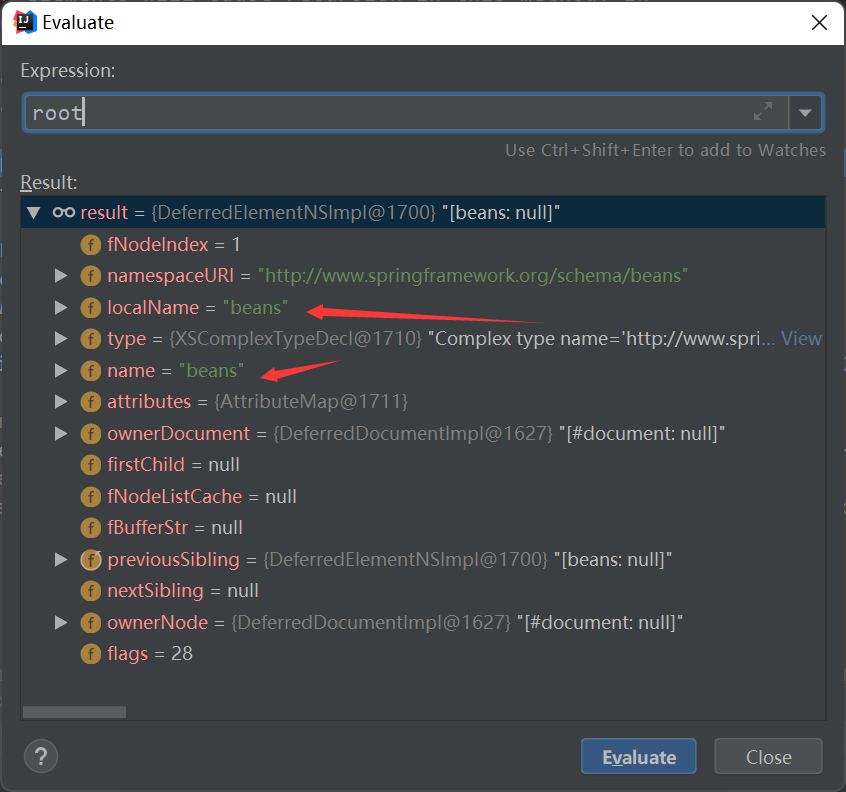 Evaluate
Expression:
root
Use Ctrl+Shift+Enter to add to Watches
Result:
result = {DeferredElementNSImpl@1700} "[beans: null]"
f fNodeIndex = 1
f namespaceURI = "http://www.springframework.org/schema/beans"
f localName = "beans"
f type = {XSComplexTypeDecl@1710} "Complex type name='http://www.spri... View
f name = "beans"
f attributes = {AttributeMap@1711}
f ownerDocument = {DeferredDocumentImpl@1627} "[#document: null]"
f firstChild = null
f fNodeListCache = null
f fBufferStr = null
f previousSibling = {DeferredElementNSImpl@1700} "[beans: null]"
f nextSibling = null
f ownerNode = {DeferredDocumentImpl@1627} "[#document: null]"
f flags = 28
? Evaluate Close